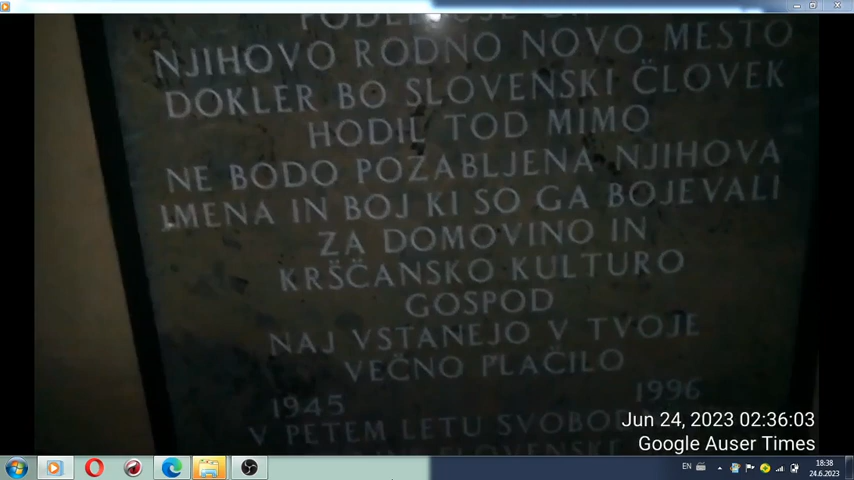 NJIHOVO RODNO NOVO MESTO
DOKLER BO SLOVENSKI ČLOVEK
HODIL TOD MIMO
NE BODO POZABLJENA NJIHOVA
IMENA IN BOJ KI SO GA BOJEVALI
ZA DOMOVINO IN
KRŠČANSKO KULTURO
GOSPOD
NAJ VSTANEJO V TVOJE
VEČNO PLAČILO
1945 1996
V PETEM LETU
Jun 24, 2023 02:36:03
Google Auser Times
EN
18:38
24.6.2023